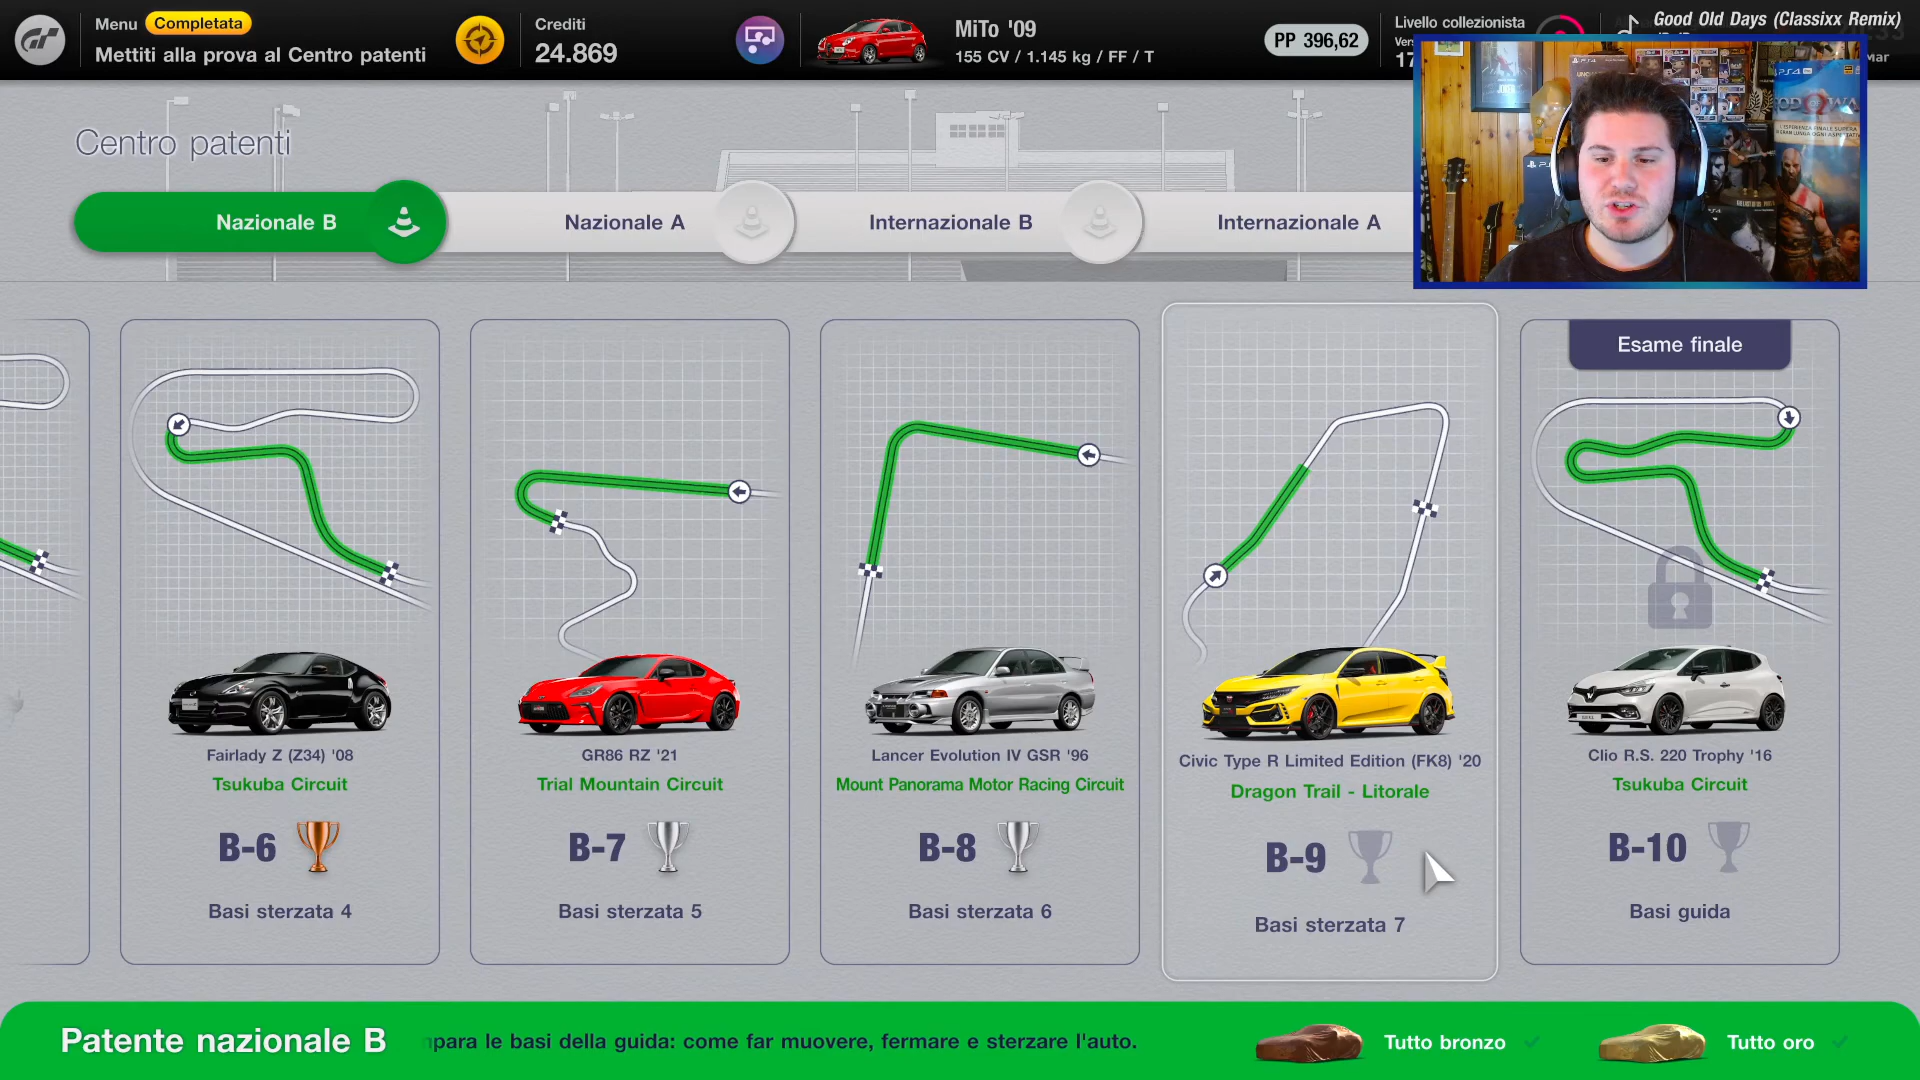 Menu Completata
Mettiti alla prova al Centro patenti
Crediti
24.869
MiTo '09
155 CV / 1.145 kg / FF / T
PP 396,62
Livello collezionista
Good Old Days (Classixx Remix)
Centro patenti
Nazionale B
Nazionale A
Internazionale B
Internazionale A
Esame finale
Fairlady Z (Z34) '08
Tsukuba Circuit
B-6
Basi sterzata 4
GR86 RZ '21
Trial Mountain Circuit
B-7
Basi sterzata 5
Lancer Evolution IV GSR '96
Mount Panorama Motor Racing Circuit
B-8
Basi sterzata 6
Civic Type R Limited Edition (FK8) '20
Dragon Trail - Litorale
B-9
Basi sterzata 7
Clio R.S. 220 Trophy '16
Tsukuba Circuit
B-10
Basi guida
Patente nazionale B
npara le basi della guida: come far muovere, fermare e sterzare l'auto.
Tutto bronzo
Tutto oro